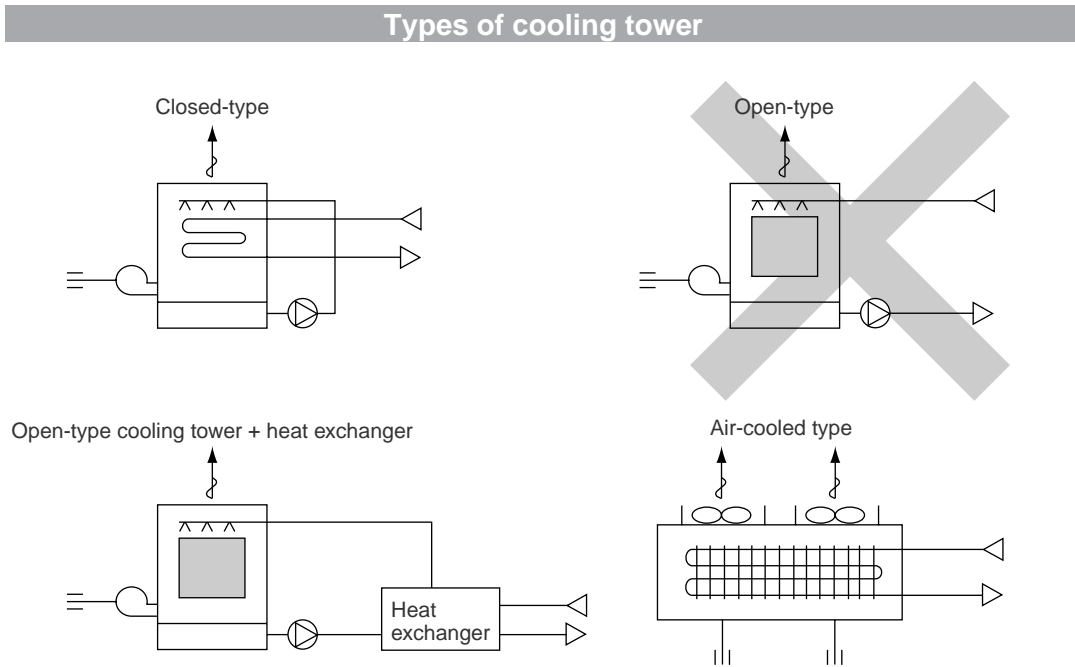 Types of cooling tower
Closed-type
Open-type
Open-type cooling tower + heat exchanger
Air-cooled type
Heat
exchanger